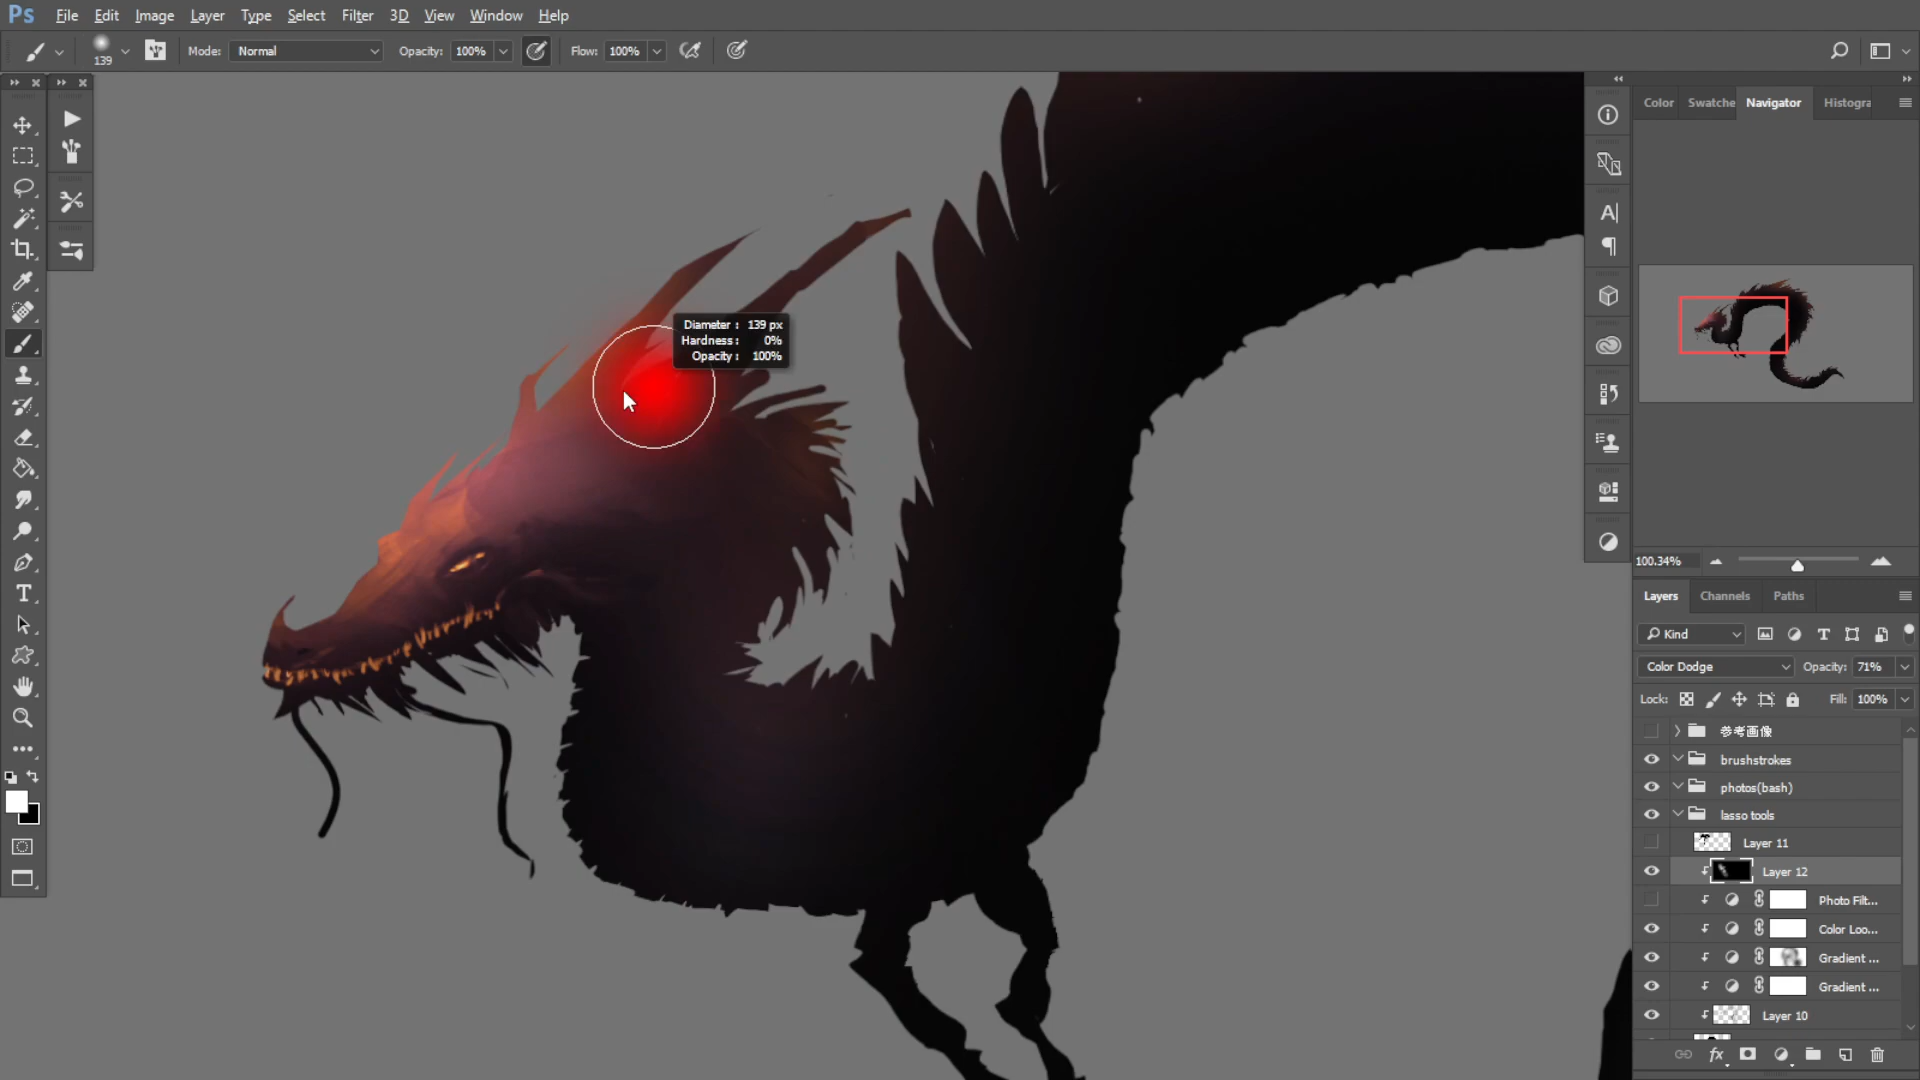 Ps File Edit Image Layer Type Select Filter 3D View Window Help
139 Mode: Normal Opacity: 100% Flow: 100%
Color Swatche Navigator Histogra
Diameter : 139 px
Hardness : 0%
Opacity : 100%
100.34%
Layers Channels Paths
Kind
Color Dodge Opacity: 71%
Lock: Fill: 100%
参考画像
brushstrokes
photos(bash)
lasso tools
Layer 11
Layer 12
Photo Filt...
Color Loo...
Gradient ...
Gradient ...
Layer 10
fx